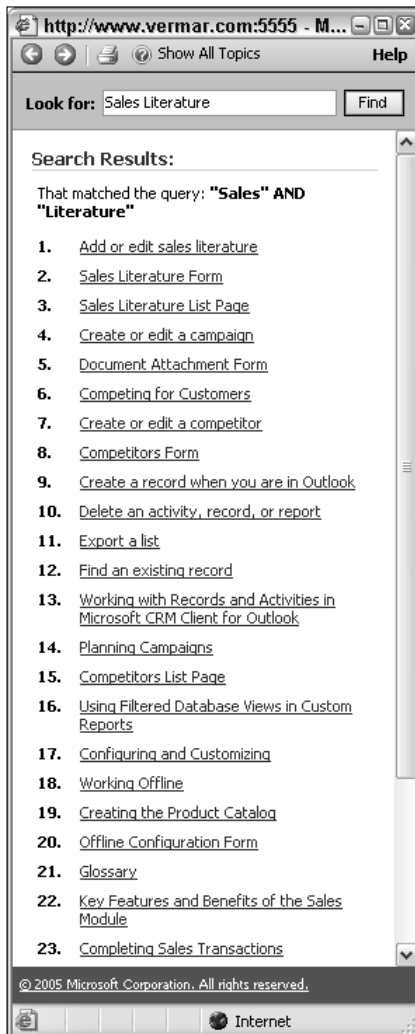 http://www.vermar.com:5555 - M...
Show All Topics
Help
Look for:
Sales Literature
Find
Search Results:
That matched the query: "Sales" AND
"Literature"
1. Add or edit sales literature
2. Sales Literature Form
3. Sales Literature List Page
4. Create or edit a campaign
5. Document Attachment Form
6. Competing for Customers
7. Create or edit a competitor
8. Competitors Form
9. Create a record when you are in Outlook
10. Delete an activity, record, or report
11. Export a list
12. Find an existing record
13. Working with Records and Activities in
Microsoft CRM Client for Outlook
14. Planning Campaigns
15. Competitors List Page
16. Using Filtered Database Views in Custom
Reports
17. Configuring and Customizing
18. Working Offline
19. Creating the Product Catalog
20. Offline Configuration Form
21. Glossary
22. Key Features and Benefits of the Sales
Module
23. Completing Sales Transactions
© 2005 Microsoft Corporation. All rights reserved.
Internet